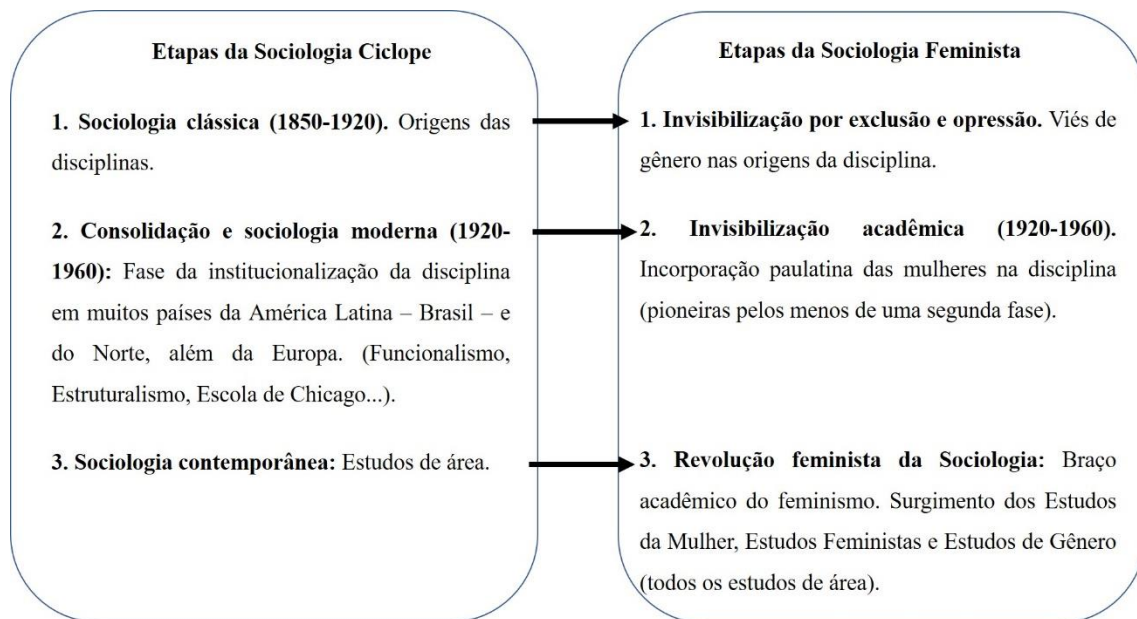 Etapas da Sociologia Ciclope
1. Sociologia clássica (1850-1920). Origens das
disciplinas.
2. Consolidação e sociologia moderna (1920-
1960): Fase da institucionalização da disciplina
em muitos países da América Latina – Brasil – e
do Norte, além da Europa. (Funcionalismo,
Estruturalismo, Escola de Chicago...).
3. Sociologia contemporânea: Estudos de área.
Etapas da Sociologia Feminista
1. Invisibilização por exclusão e opressão. Viés de
gênero nas origens da disciplina.
2. Invisibilização acadêmica (1920-1960).
Incorporação paulatina das mulheres na disciplina
(pioneiras pelos menos de uma segunda fase).
3. Revolução feminista da Sociologia: Braço
acadêmico do feminismo. Surgimento dos Estudos
da Mulher, Estudos Feministas e Estudos de Gênero
(todos os estudos de área).